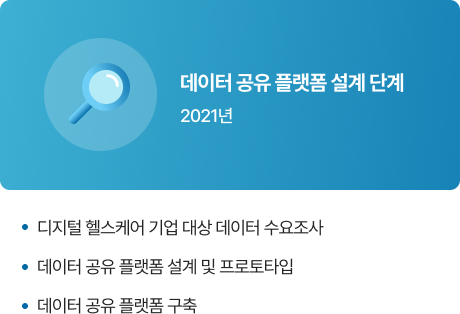 데이터 공유 플랫폼 설계 단계
2021년
• 디지털 헬스케어 기업 대상 데이터 수요조사
• 데이터 공유 플랫폼 설계 및 프로토타입
• 데이터 공유 플랫폼 구축